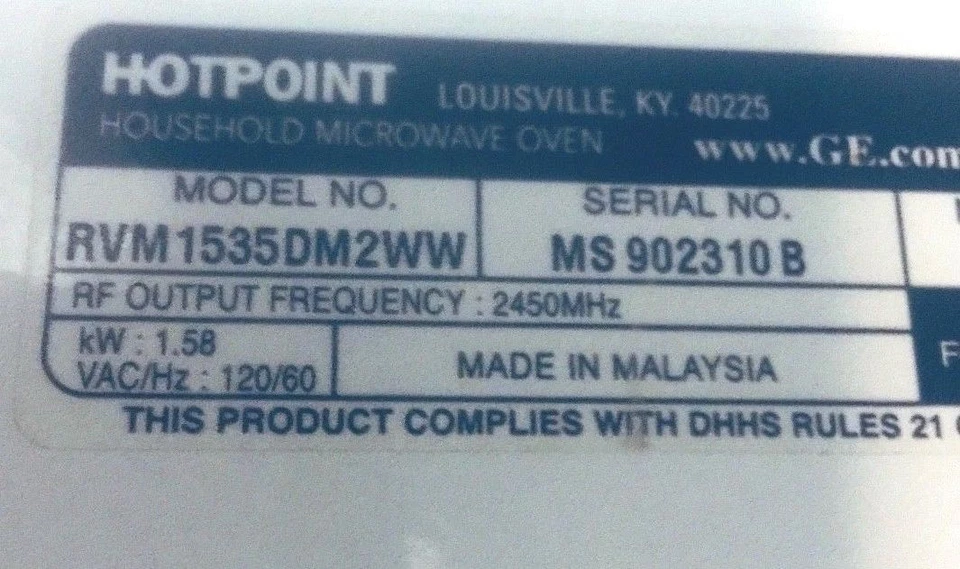 HOTPOINT LOUISVILLE, KY. 40225
HOUSEHOLD MICROWAVE OVEN www.GE.com
MODEL NO. SERIAL NO.
RVM1535DM2WW MS 902310 B
RF OUTPUT FREQUENCY : 2450MHz
kW : 1.58
VAC/Hz : 120/60
MADE IN MALAYSIA
THIS PRODUCT COMPLIES WITH DHHS RULES 21